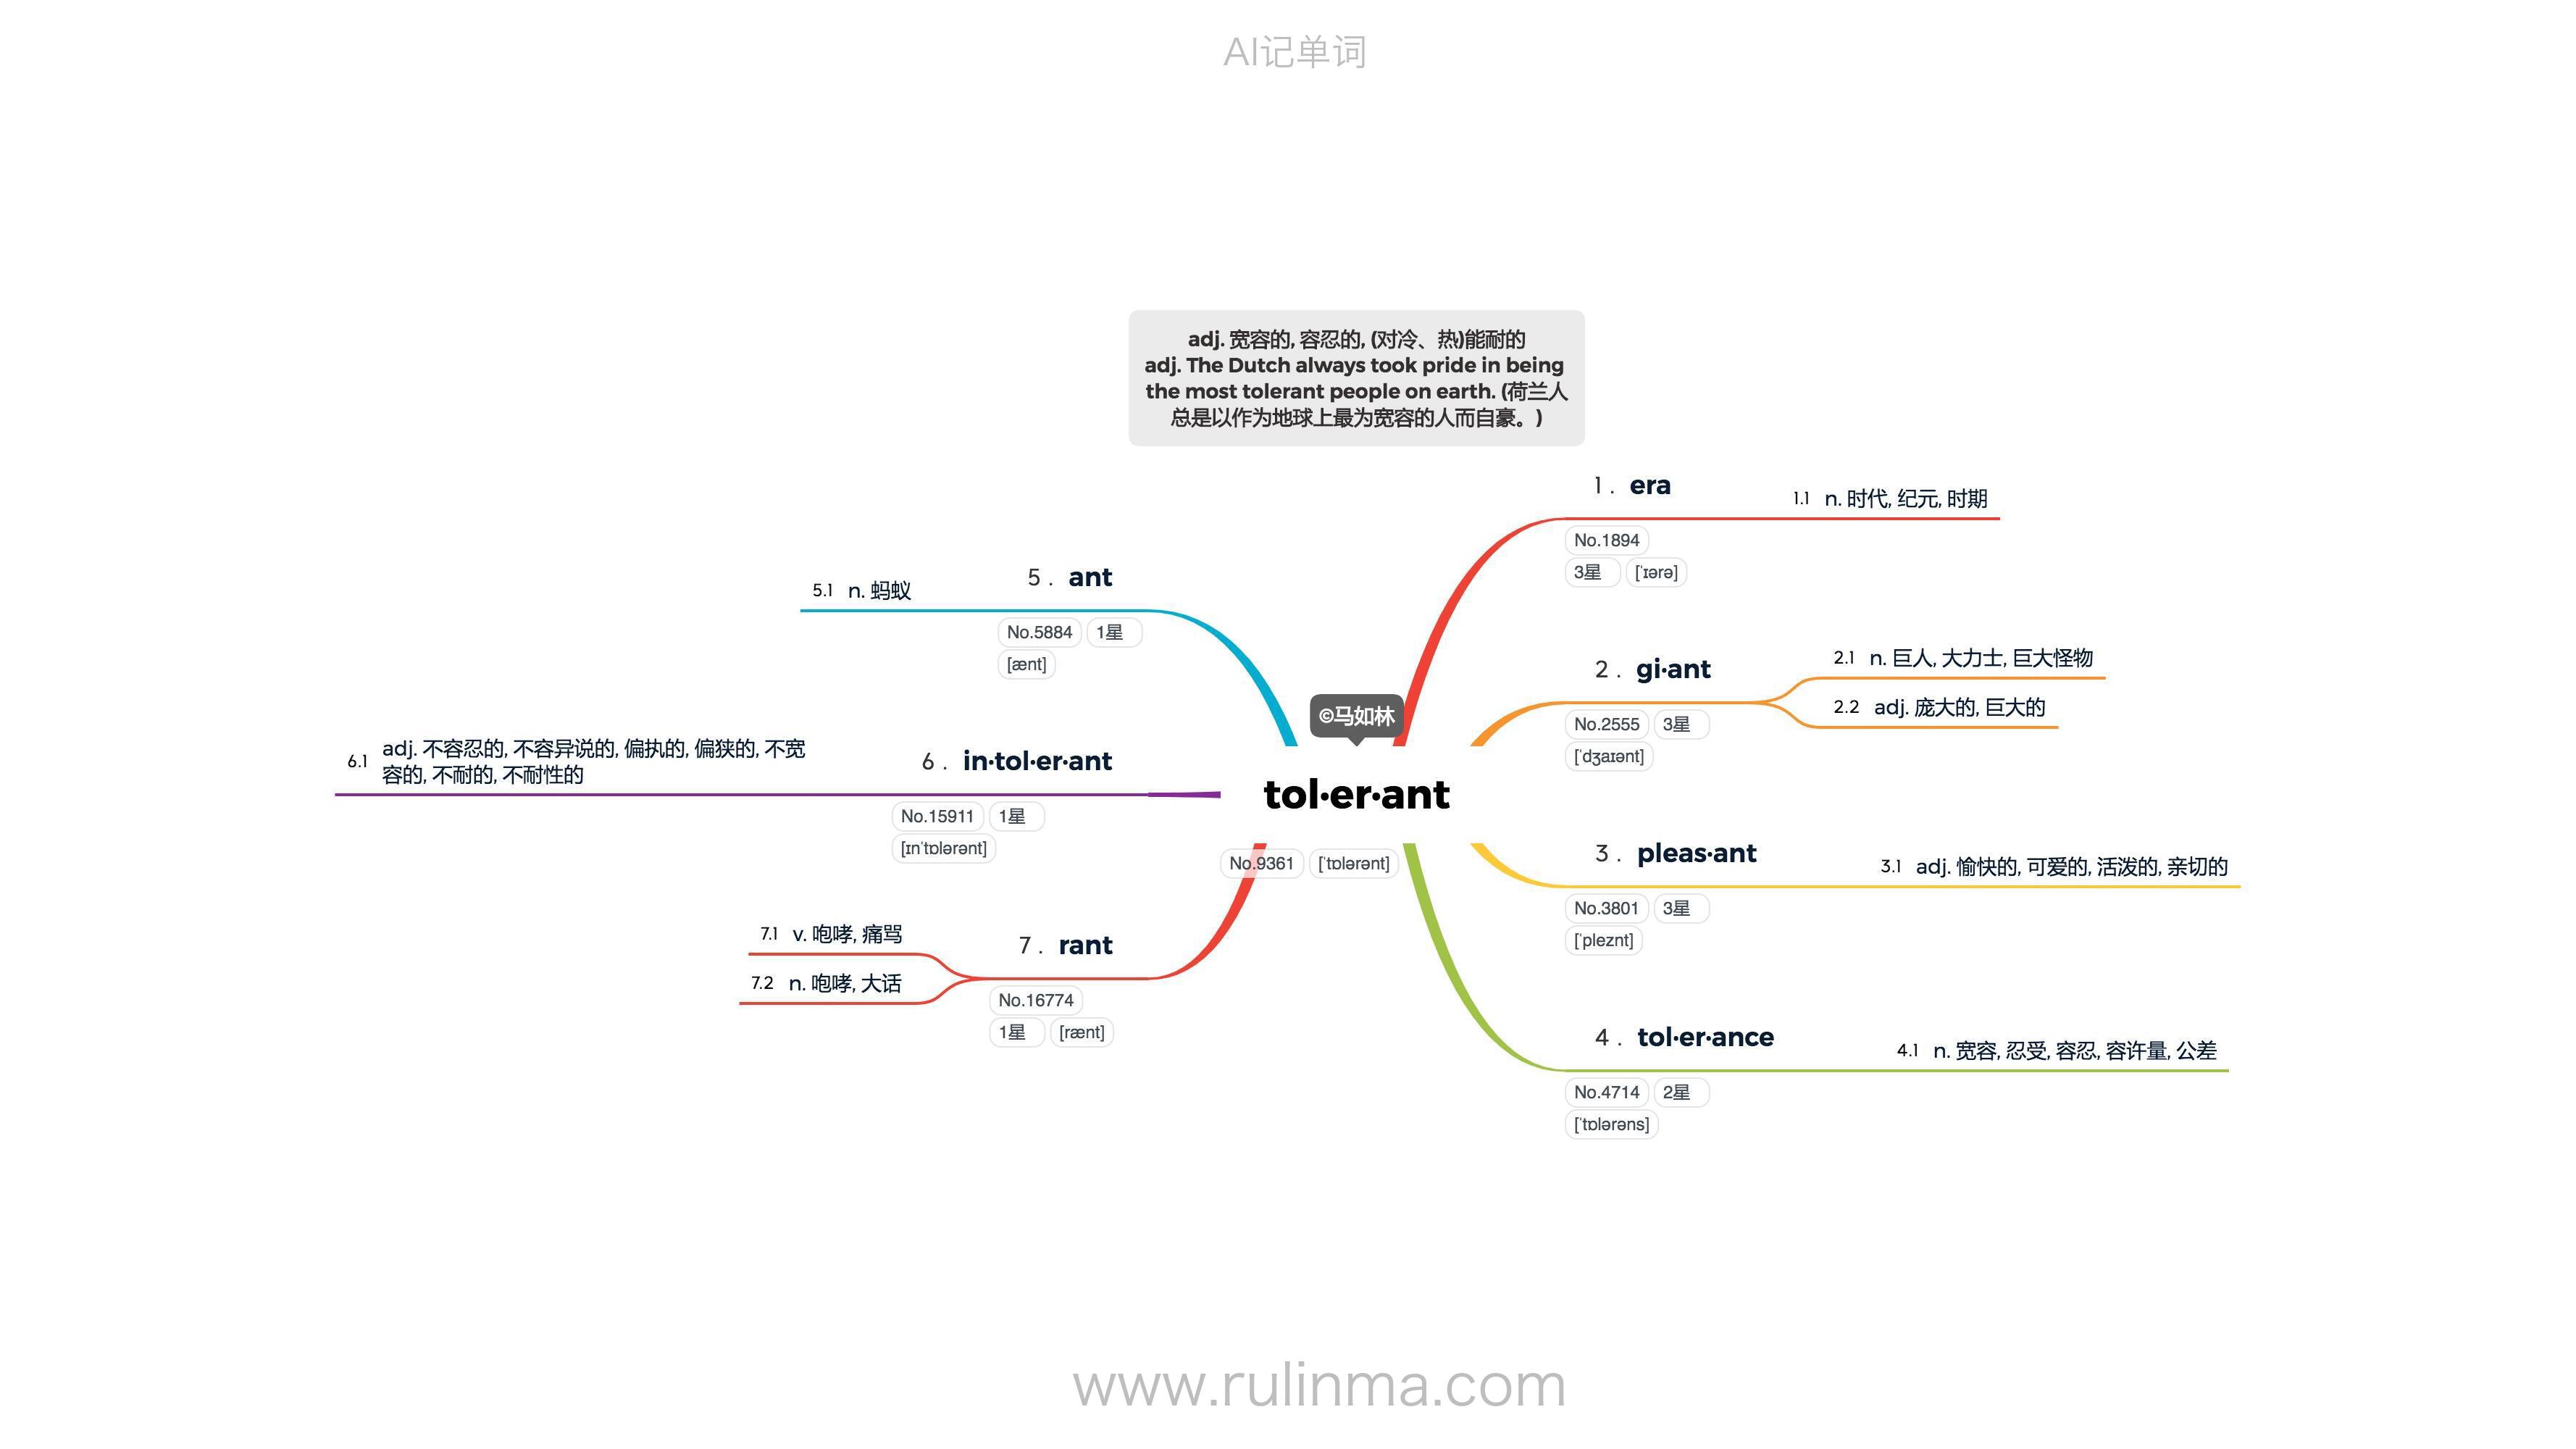 AI记单词
adj. 宽容的, 容忍的, (对冷、热)能耐的
adj. The Dutch always took pride in being
the most tolerant people on earth. (荷兰人
总是以作为地球上最为宽容的人而自豪。)
©马如林
tol·er·ant
No.9361 [ˈtɒlərənt]
1 . era
No.1894
3星 [ˈɪərə]
1.1 n. 时代, 纪元, 时期
2 . gi·ant
No.2555 3星
[ˈdʒaɪənt]
2.1 n. 巨人, 大力士, 巨大怪物
2.2 adj. 庞大的, 巨大的
3 . pleas·ant
No.3801 3星
[ˈpleznt]
3.1 adj. 愉快的, 可爱的, 活泼的, 亲切的
4 . tol·er·ance
No.4714 2星
[ˈtɒlərəns]
4.1 n. 宽容, 忍受, 容忍, 容许量, 公差
5 . ant
No.5884 1星
[ænt]
5.1 n. 蚂蚁
6 . in·tol·er·ant
No.15911 1星
[ɪnˈtɒlərənt]
6.1 adj. 不容忍的, 不容异说的, 偏执的, 偏狭的, 不宽
容的, 不耐的, 不耐性的
7 . rant
No.16774
1星 [rænt]
7.1 v. 咆哮, 痛骂
7.2 n. 咆哮, 大话
www.rulinma.com